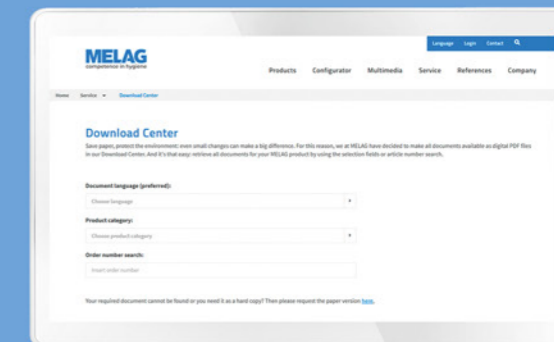 Language Login Contact
MELAG
competence in hygiene
Products Configurator Multimedia Service References Company
Home Service Download Center
Download Center
Save paper, protect the environment: even small changes can make a big difference. For this reason, we at MELAG have decided to make all documents available as digital PDF files
in our Download Center. And it's that easy: retrieve all documents for your MELAG product by using the selection fields or article number search.
Document language (preferred):
Choose language
Product category:
Choose product category
Order number search:
Insert order number
Your required document cannot be found or you need it as a hard copy? Then please request the paper version here.